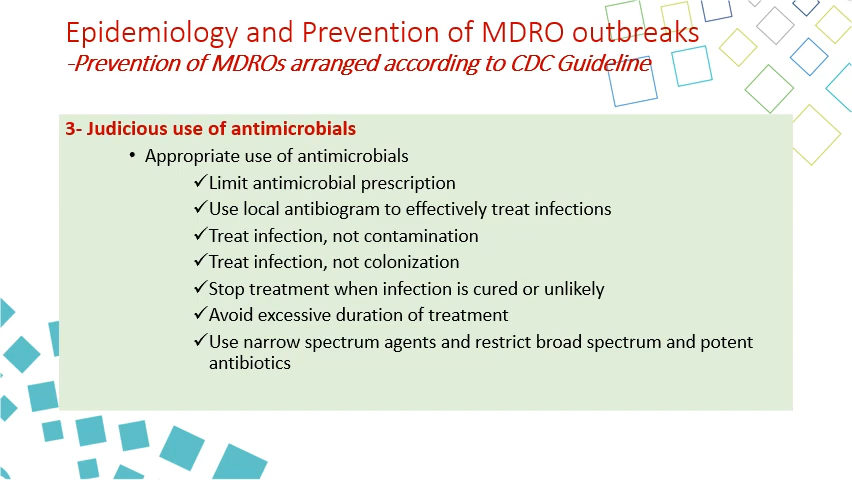 Epidemiology and Prevention of MDRO outbreaks
-Prevention of MDROs arranged according to CDC Guideline
3- Judicious use of antimicrobials
• Appropriate use of antimicrobials
✓Limit antimicrobial prescription
✓Use local antibiogram to effectively treat infections
✓Treat infection, not contamination
✓Treat infection, not colonization
✓Stop treatment when infection is cured or unlikely
✓Avoid excessive duration of treatment
✓Use narrow spectrum agents and restrict broad spectrum and potent
antibiotics